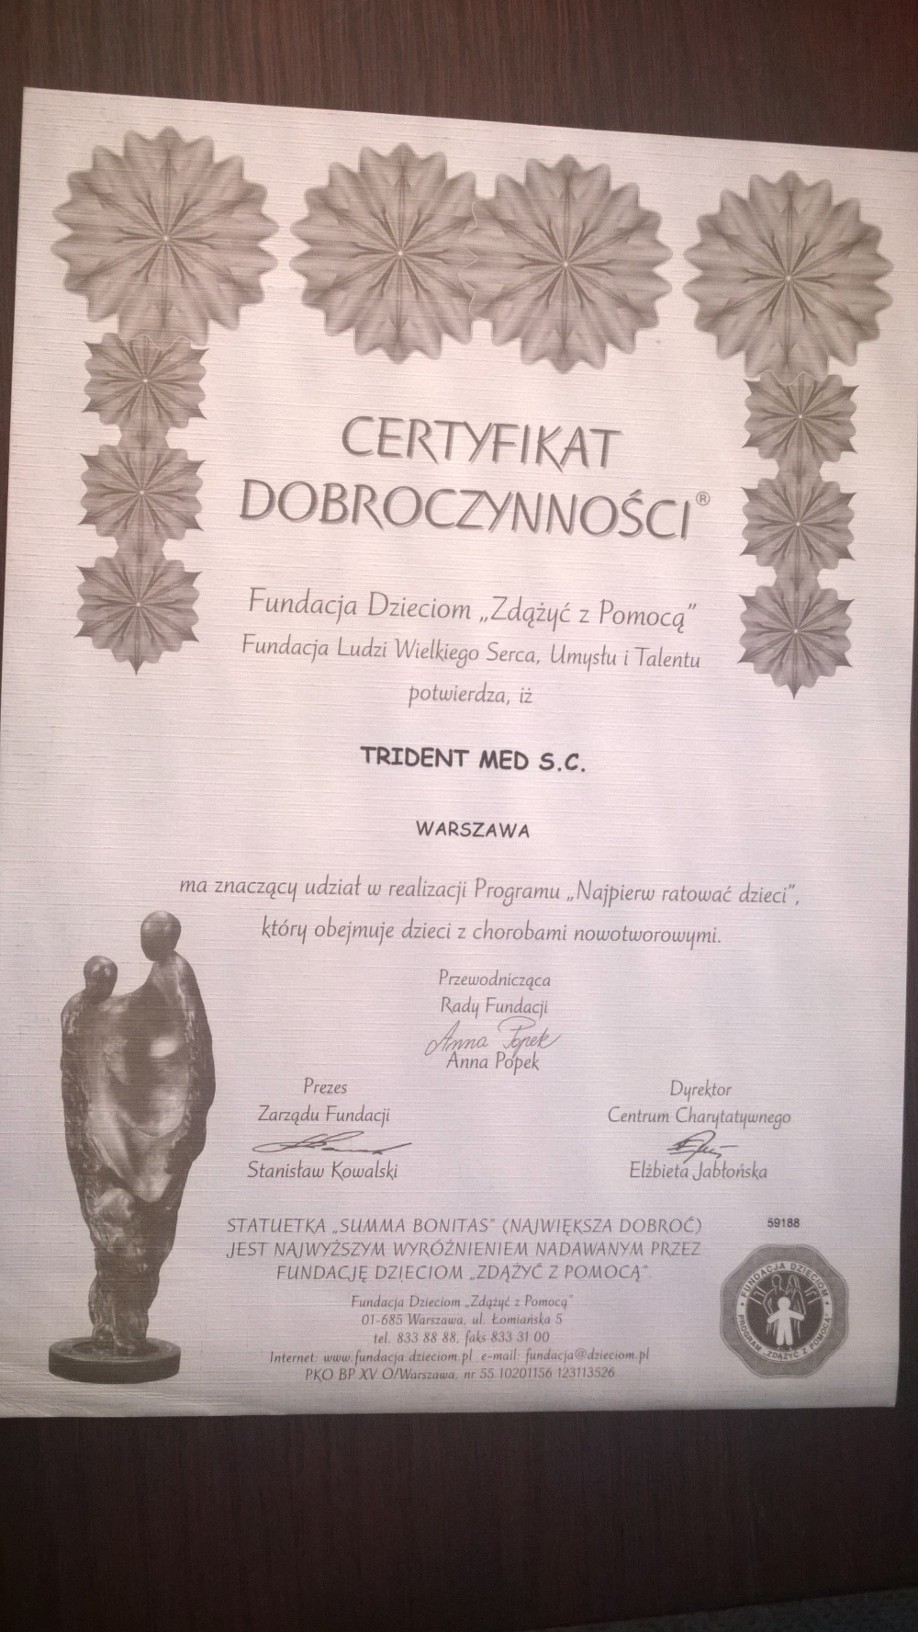 CERTYFIKAT
DOBROCZYNNOŚCI®
Fundacja Dzieciom „Zdążyć z Pomocą”
Fundacja Ludzi Wielkiego Serca, Umysłu i Talentu
potwierdza, iż
TRIDENT MED S.C.
WARSZAWA
ma znaczący udział w realizacji Programu „Najpierw ratować dzieci”,
który obejmuje dzieci z chorobami nowotworowymi.
Przewodnicząca
Rady Fundacji
Anna Popek
Anna Popek
Prezes
Zarządu Fundacji
Stanisław Kowalski
Dyrektor
Centrum Charytatywnego
Elżbieta Jabłońska
STATUETKA „SUMMA BONITAS” (NAJWIĘKSZA DOBROĆ)
JEST NAJWYŻSZYM WYRÓŻNIENIEM NADAWANYM PRZEZ
FUNDACJĘ DZIECIOM „ZDĄŻYĆ Z POMOCĄ”.
Fundacja Dzieciom „Zdążyć z Pomocą”
01-685 Warszawa, ul. Łomiańska 5
tel. 833 88 88, faks 833 31 00
Internet: www.fundacja.dzieciom.pl e-mail: fundacja@dzieciom.pl
PKO BP XV O/Warszawa, nr 55 10201156 123113526
59188
FUNDACJA DZIECIOM
PROGRAM „ZDĄŻYĆ Z POMOCĄ”